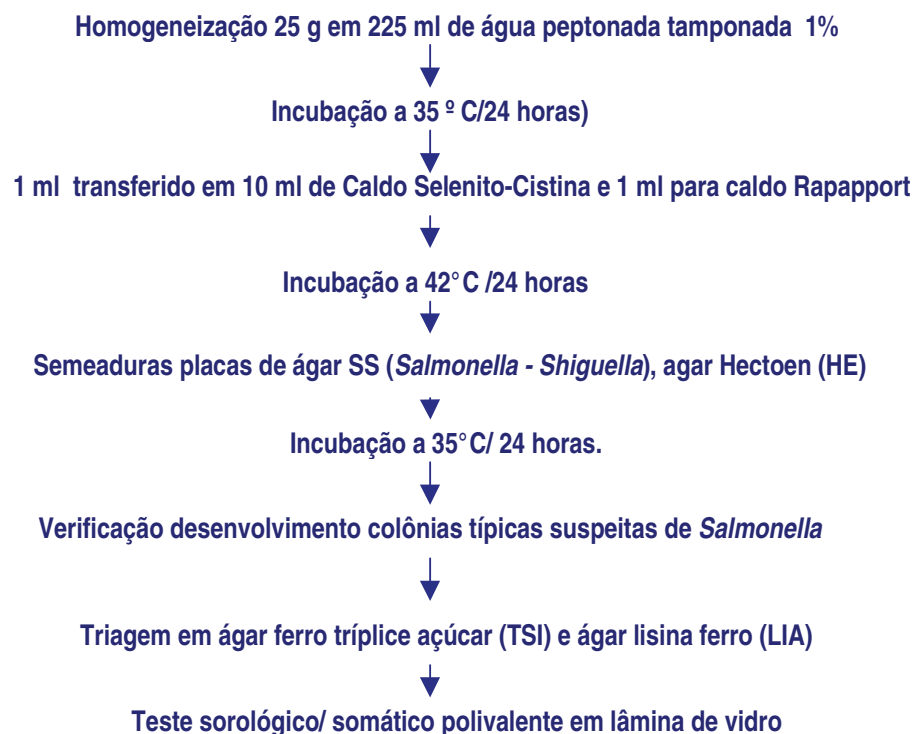 Homogeneização 25 g em 225 ml de água peptonada tamponada 1%
Incubação a 35 º C/24 horas)
1 ml transferido em 10 ml de Caldo Selenito-Cistina e 1 ml para caldo Rapapport
Incubação a 42°C /24 horas
Semeaduras placas de ágar SS (Salmonella - Shiguella), agar Hectoen (HE)
Incubação a 35°C/ 24 horas.
Verificação desenvolvimento colônias típicas suspeitas de Salmonella
Triagem em ágar ferro tríplice açúcar (TSI) e ágar lisina ferro (LIA)
Teste sorológico/ somático polivalente em lâmina de vidro